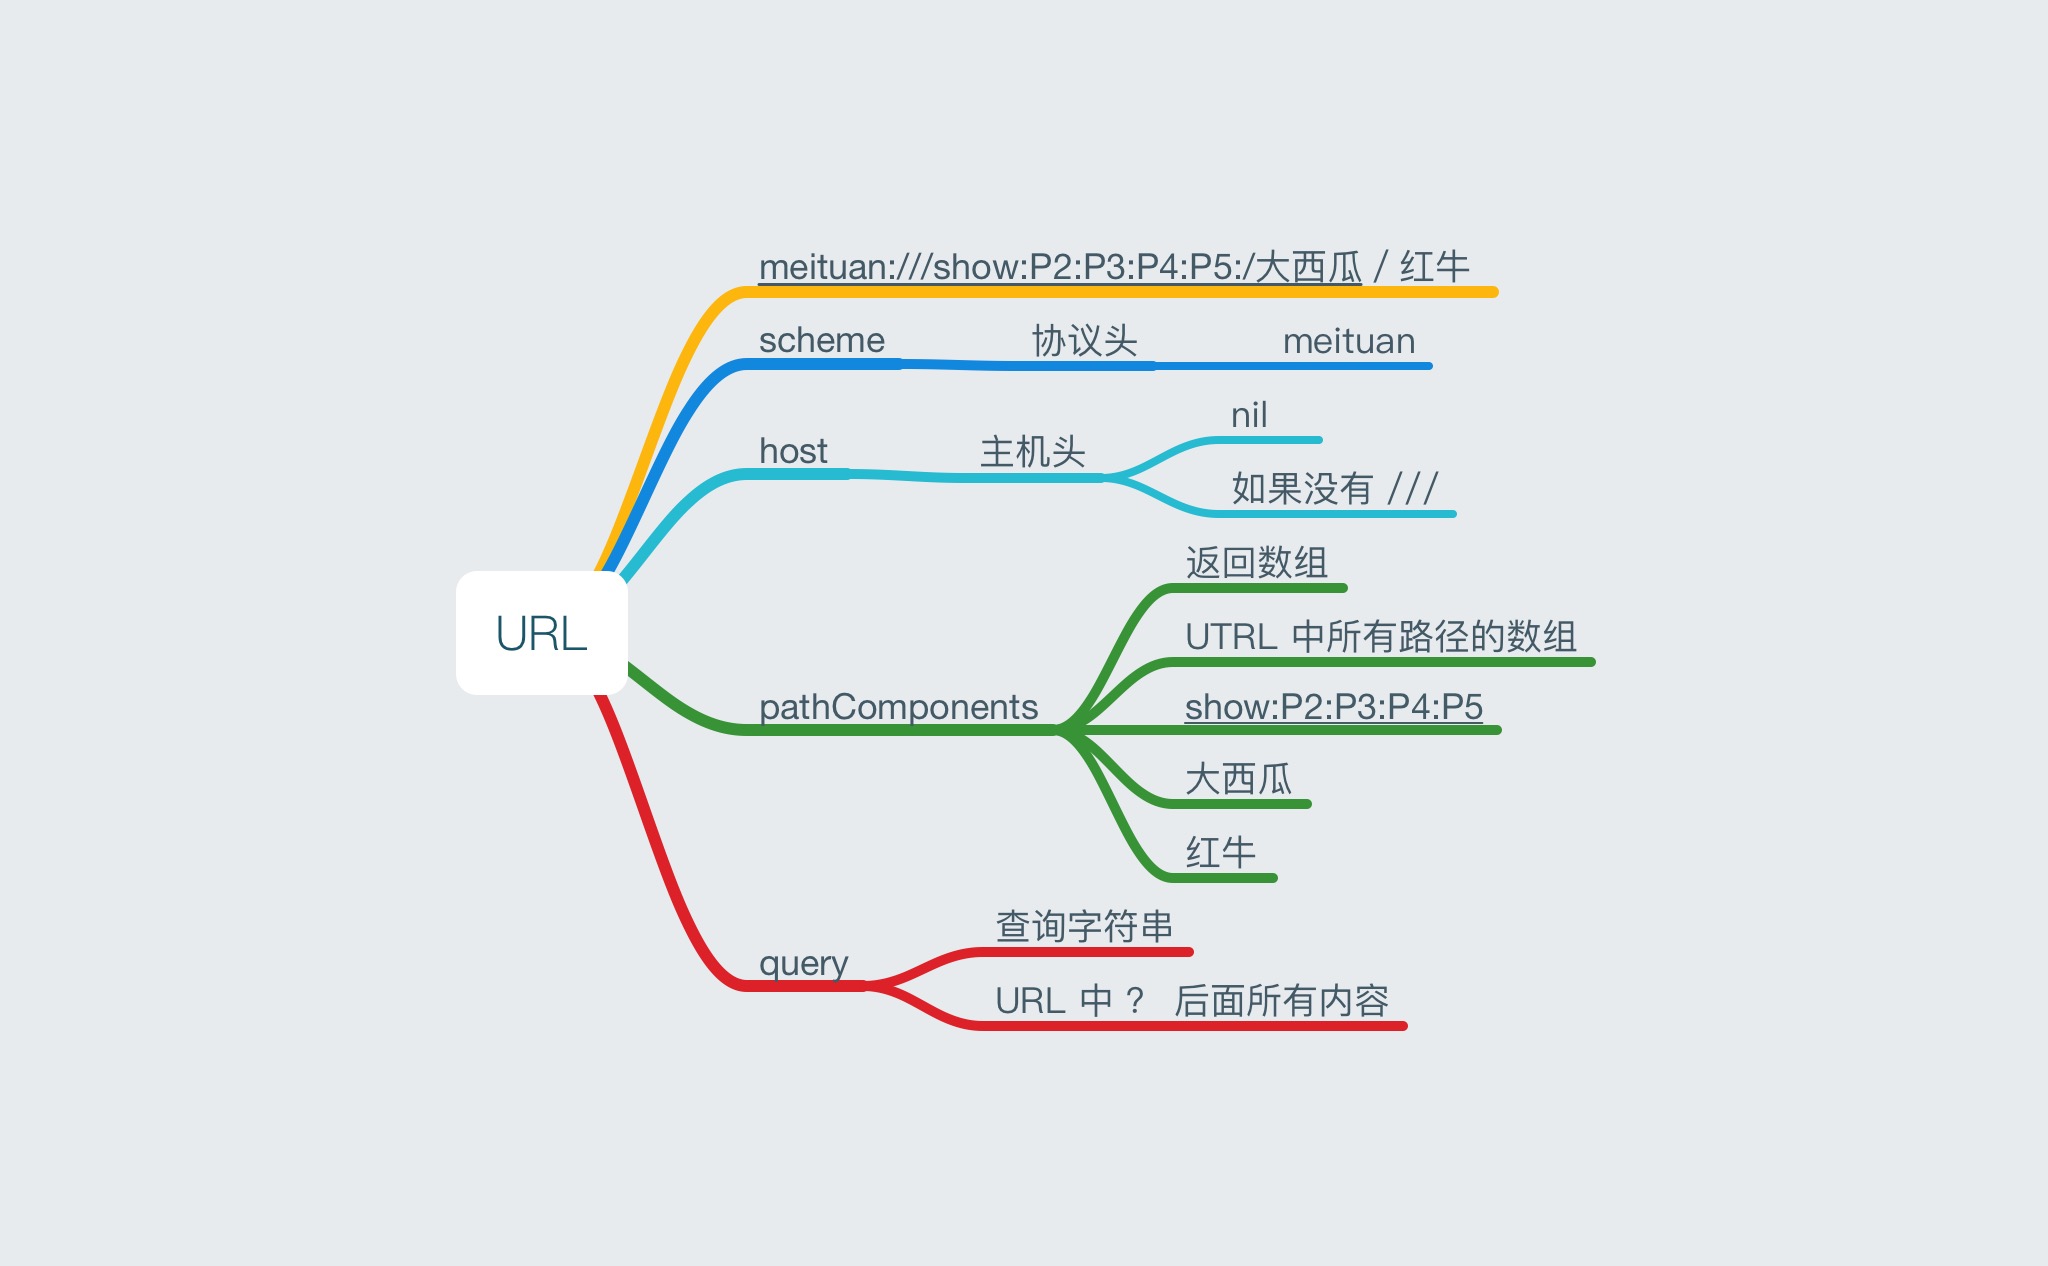 meituan:///show:P2:P3:P4:P5:/大西瓜 / 红牛
scheme
协议头
meituan
host
主机头
nil
如果没有 ///
URL
pathComponents
返回数组
UTRL 中所有路径的数组
show:P2:P3:P4:P5
大西瓜
红牛
query
查询字符串
URL 中 ? 后面所有内容